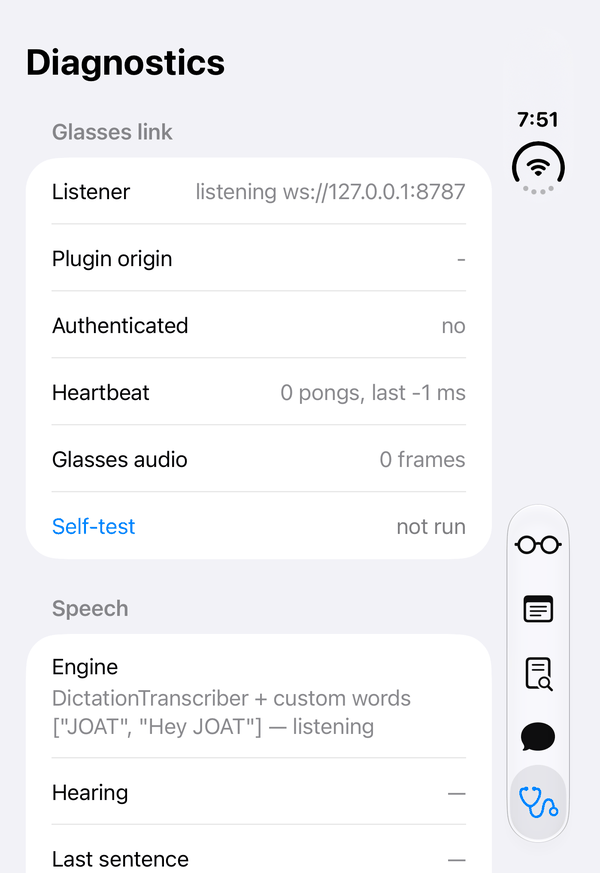 Diagnostics
7:51
Glasses link
Listener listening ws://127.0.0.1:8787
Plugin origin -
Authenticated no
Heartbeat 0 pongs, last -1 ms
Glasses audio 0 frames
Self-test not run
Speech
Engine
DictationTranscriber + custom words
["JOAT", "Hey JOAT"] — listening
Hearing —
Last sentence —